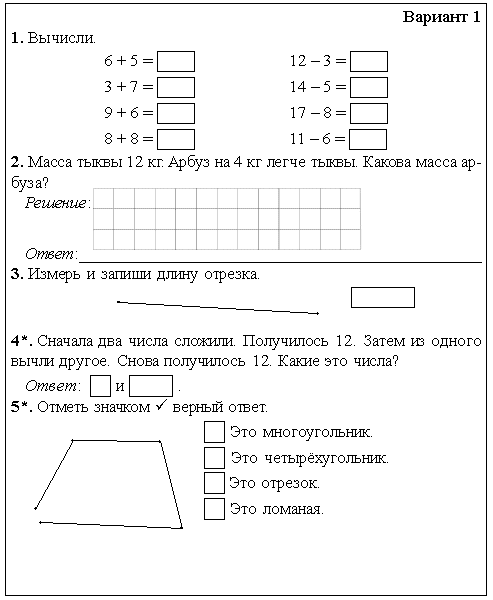 Вариант 1
1. Вычисли.
6 + 5 = 12 – 3 =
3 + 7 = 14 – 5 =
9 + 6 = 17 – 8 =
8 + 8 = 11 – 6 =
2. Масса тыквы 12 кг. Арбуз на 4 кг легче тыквы. Какова масса ар-
буза?
Решение:
Ответ:
3. Измерь и запиши длину отрезка.
4*. Сначала два числа сложили. Получилось 12. Затем из одного
вычли другое. Снова получилось 12. Какие это числа?
Ответ: и .
5*. Отметь значком ✓ верный ответ.
Это многоугольник.
Это четырёхугольник.
Это отрезок.
Это ломаная.